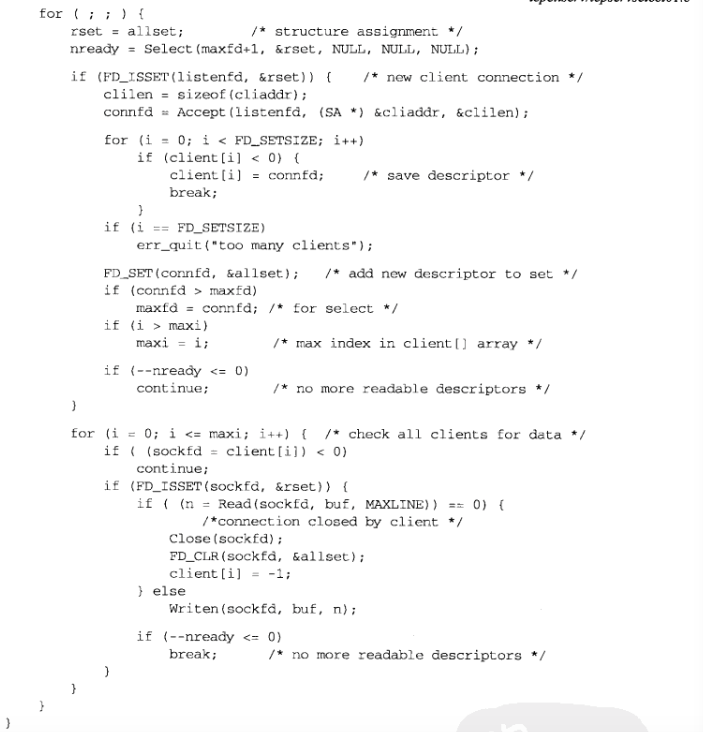 for ( ; ; ) {
rset = allset; /* structure assignment */
nready = Select(maxfd+1, &rset, NULL, NULL, NULL);
if (FD_ISSET(listenfd, &rset)) { /* new client connection */
clilen = sizeof(cliaddr);
connfd = Accept(listenfd, (SA *) &cliaddr, &clilen);
for (i = 0; i < FD_SETSIZE; i++)
if (client[i] < 0) {
client[i] = connfd; /* save descriptor */
break;
}
if (i == FD_SETSIZE)
err_quit("too many clients");
FD_SET(connfd, &allset); /* add new descriptor to set */
if (connfd > maxfd)
maxfd = connfd; /* for select */
if (i > maxi)
maxi = i; /* max index in client[] array */
if (--nready <= 0)
continue; /* no more readable descriptors */
}
for (i = 0; i <= maxi; i++) { /* check all clients for data */
if ( (sockfd = client[i]) < 0)
continue;
if (FD_ISSET(sockfd, &rset)) {
if ( (n = Read(sockfd, buf, MAXLINE)) == 0) {
/*connection closed by client */
Close(sockfd);
FD_CLR(sockfd, &allset);
client[i] = -1;
} else
Writen(sockfd, buf, n);
if (--nready <= 0)
break; /* no more readable descriptors */
}
}
}
}